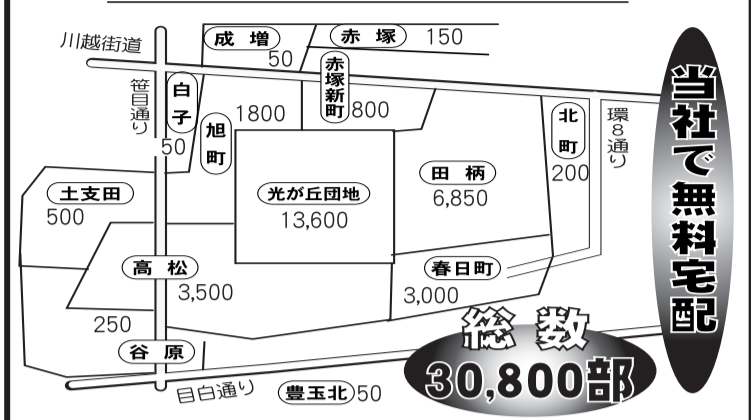 川越街道
成増
50
赤塚
150
赤塚新町
800
笹目通り
白子
50
旭町
1800
北町
200
環8通り
土支田
500
光が丘団地
13,600
田柄
6,850
高松
3,500
春日町
3,000
250
谷原
目白通り
豊玉北
50
総数
30,800部
当社で無料宅配